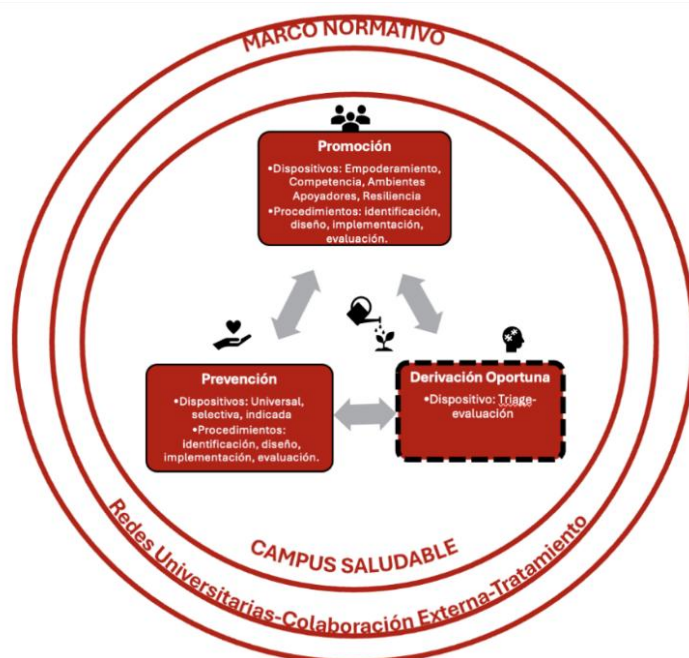 MARCO NORMATIVO
Promoción
•Dispositivos: Empoderamiento,
Competencia, Ambientes
Apoyadores, Resiliencia
•Procedimientos: identificación,
diseño, implementación,
evaluación.
Prevención
•Dispositivos: Universal,
selectiva, indicada
•Procedimientos:
identificación, diseño,
implementación, evaluación.
Derivación Oportuna
•Dispositivo: Triage-
evaluación
CAMPUS SALUDABLE
Redes Universitarias-Colaboración Externa-Tratamiento